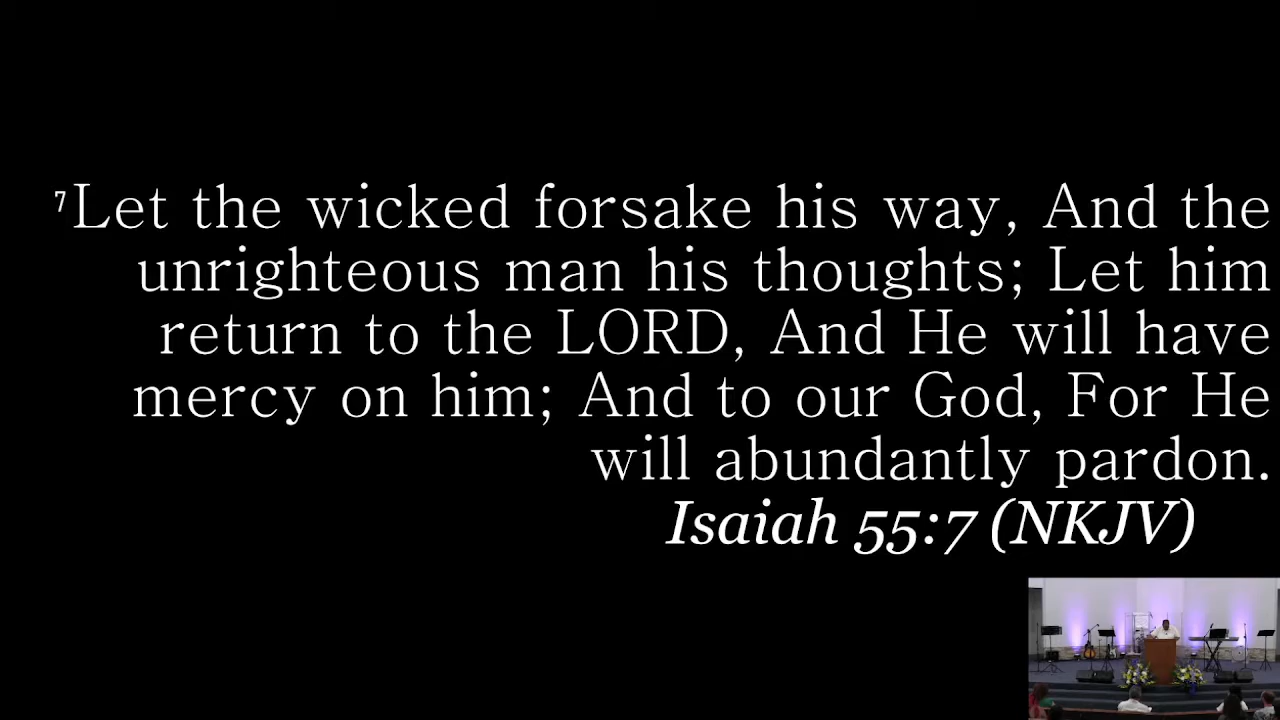 ⁷Let the wicked forsake his way, And the
unrighteous man his thoughts; Let him
return to the LORD, And He will have
mercy on him; And to our God, For He
will abundantly pardon.
Isaiah 55:7 (NKJV)